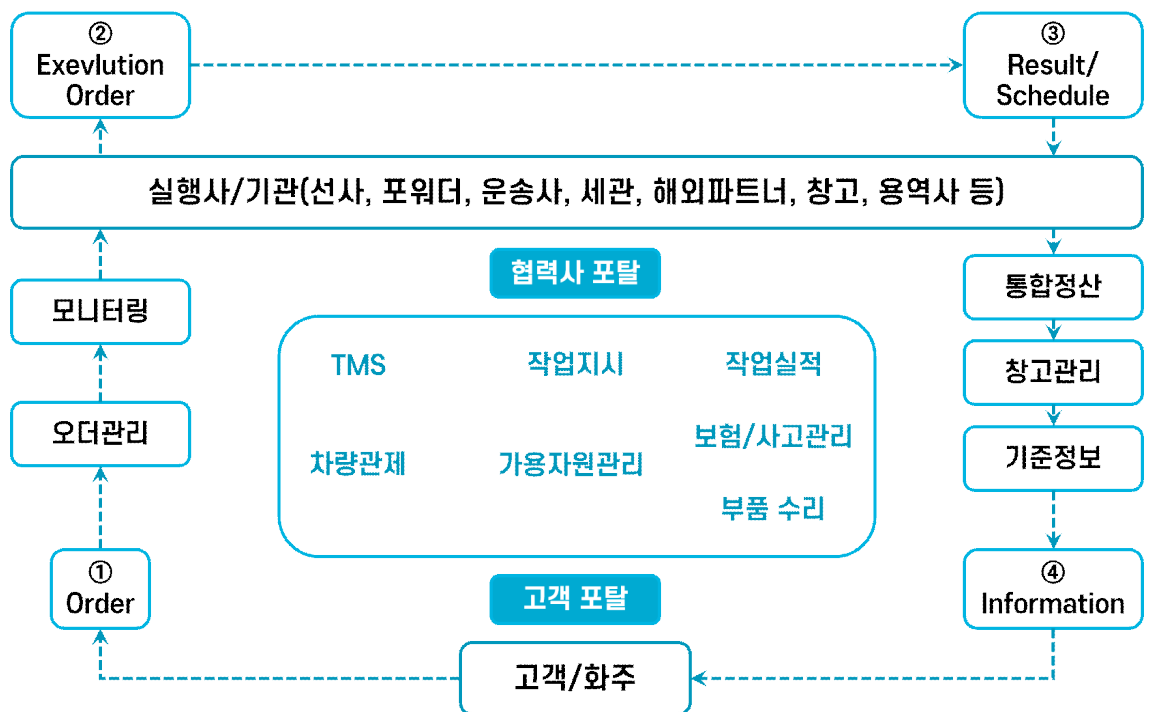 ②
Exevlution
Order
③
Result/
Schedule
실행사/기관(선사, 포워더, 운송사, 세관, 해외파트너, 창고, 용역사 등)
협력사 포탈
모니터링
통합정산
TMS
작업지시
작업실적
창고관리
오더관리
보험/사고관리
차량관제
가용자원관리
기준정보
부품 수리
①
Order
고객 포탈
④
Information
고객/화주